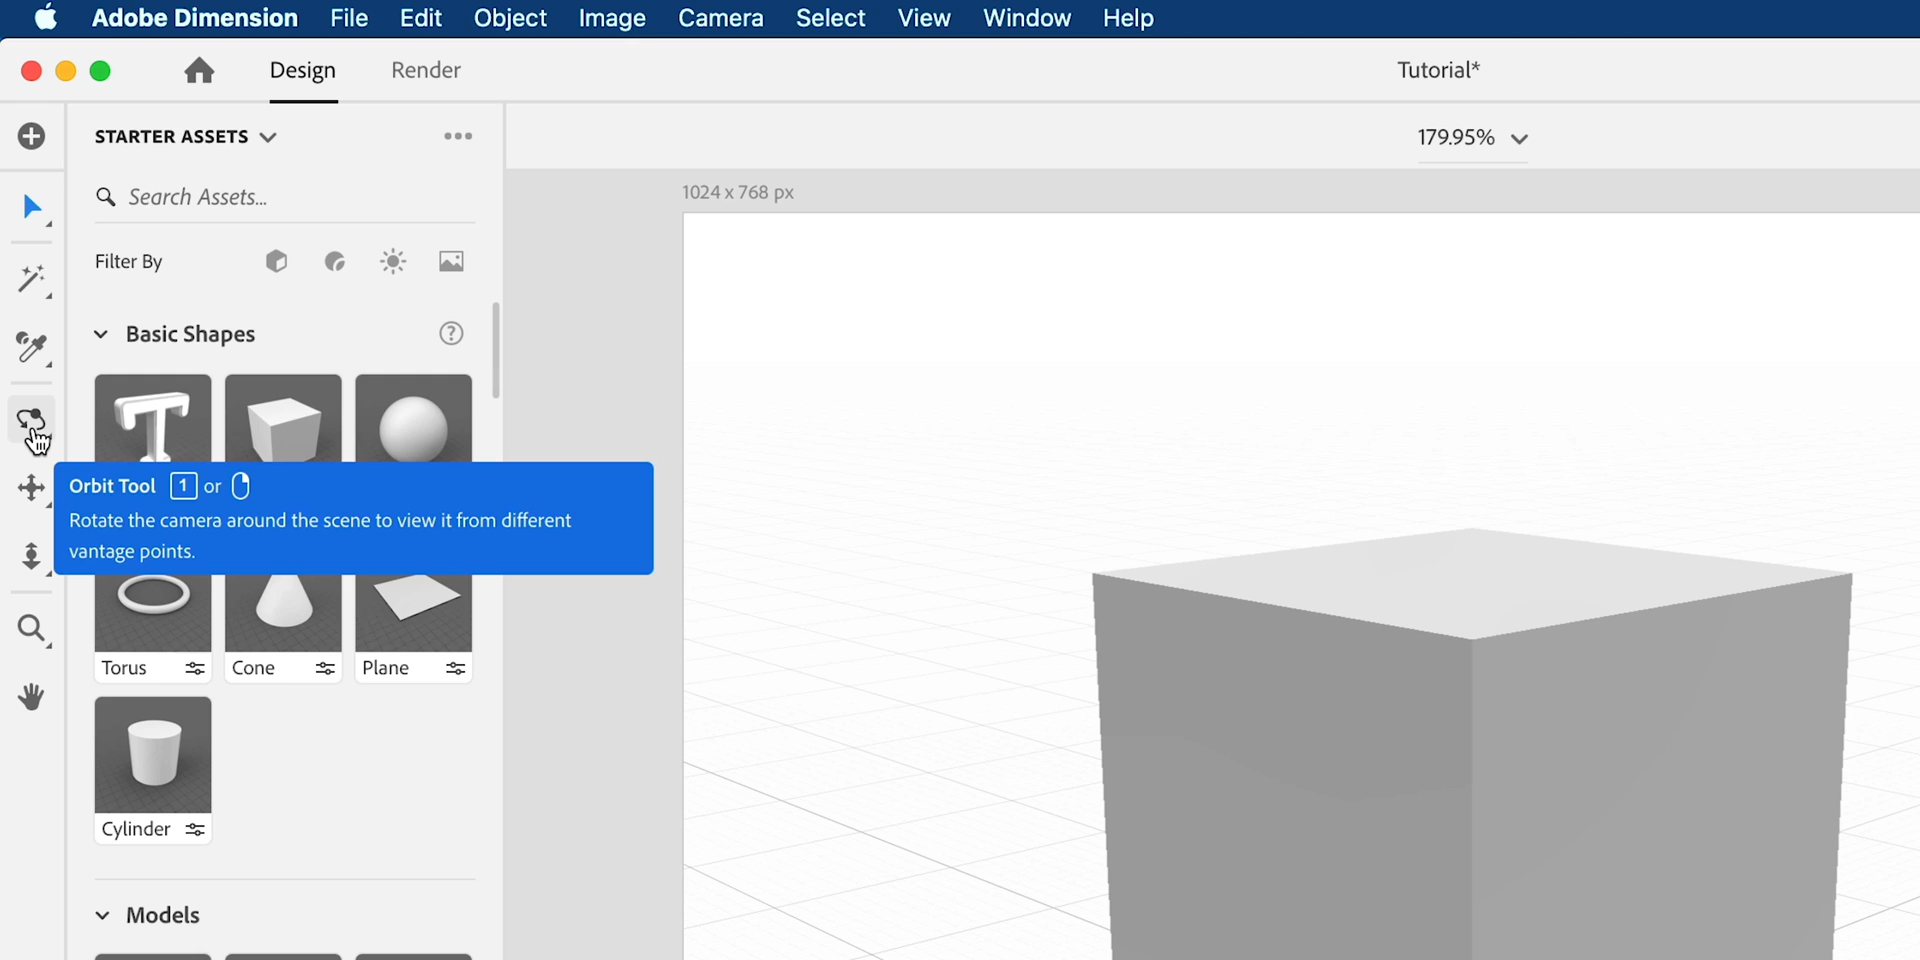 Adobe Dimension File Edit Object Image Camera Select View Window Help
Design Render Tutorial*
STARTER ASSETS
179.95%
Search Assets...
1024 x 768 px
Filter By
Basic Shapes
Orbit Tool 1 or
Rotate the camera around the scene to view it from different
vantage points.
Torus Cone Plane
Cylinder
Models